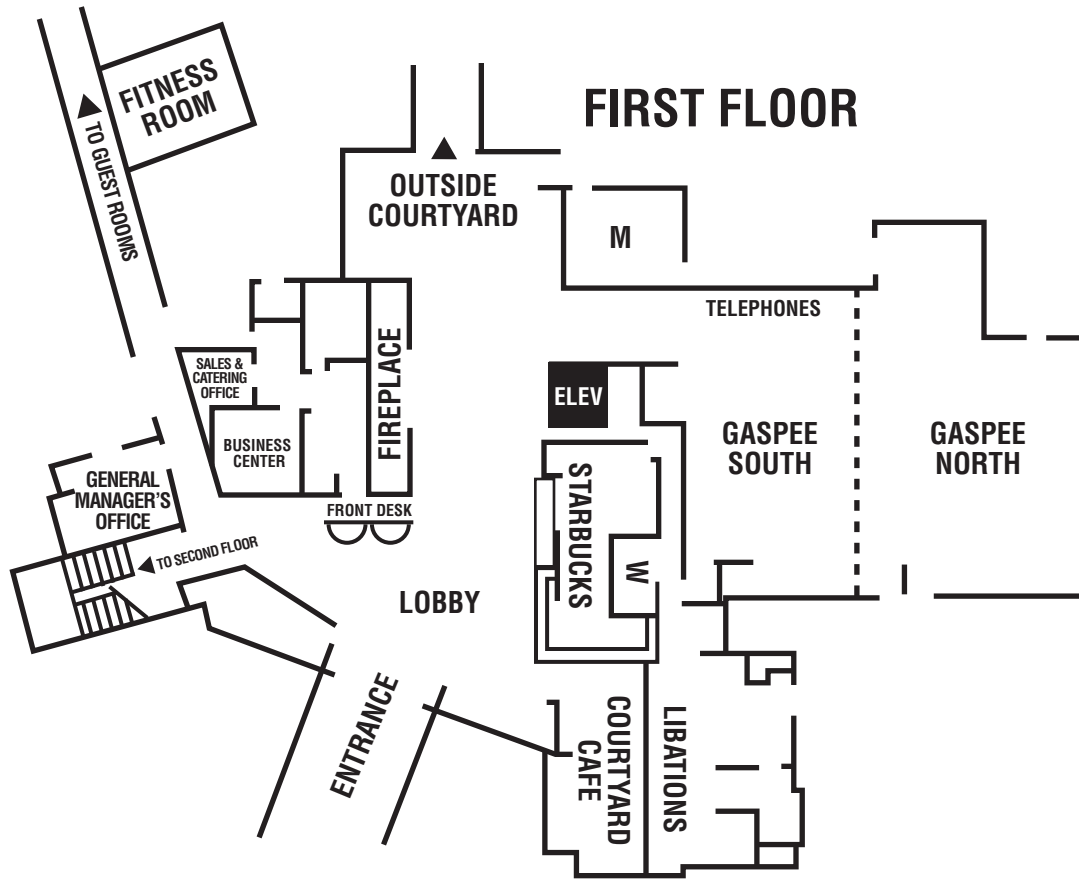 FIRST FLOOR
FITNESS
ROOM
TO GUEST ROOMS
OUTSIDE
COURTYARD
M
TELEPHONES
SALES &
CATERING
OFFICE
BUSINESS
CENTER
FIREPLACE
ELEV
GASPEE
SOUTH
GASPEE
NORTH
GENERAL
MANAGER'S
OFFICE
TO SECOND FLOOR
FRONT DESK
STARBUCKS
W
LOBBY
ENTRANCE
COURTYARD
CAFE
LIBATIONS